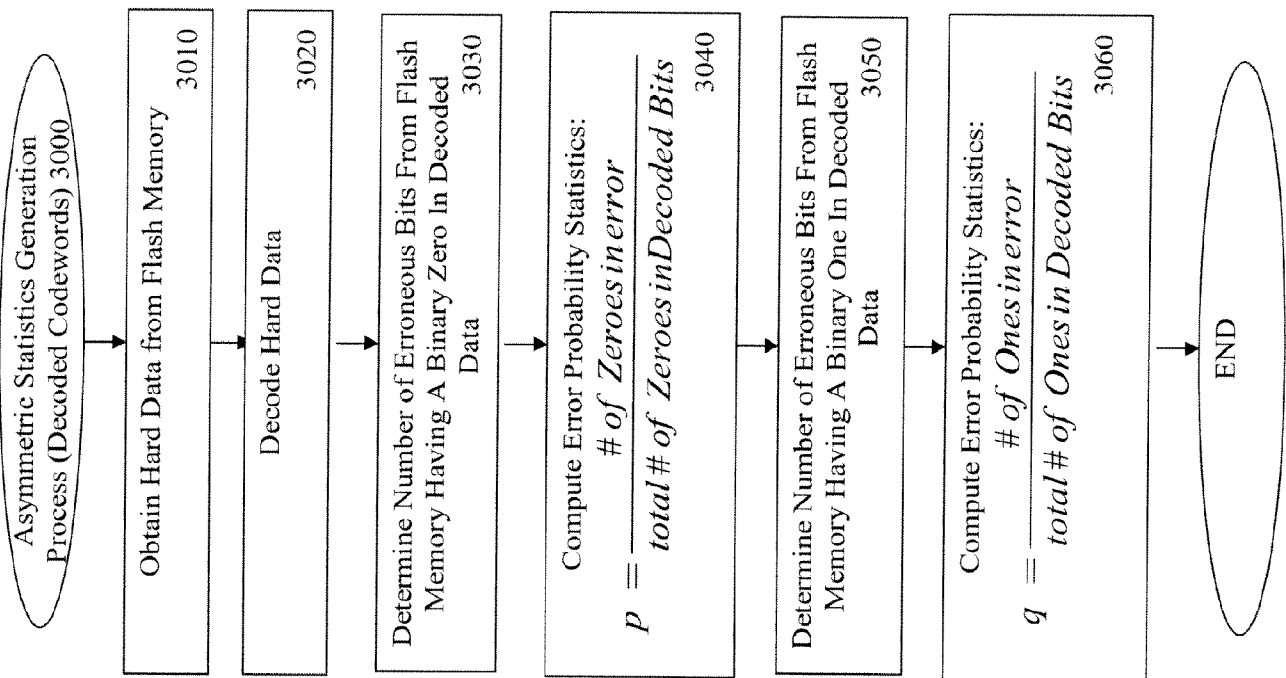 Asymmetric Statistics Generation
Process (Decoded Codewords) 3000
Obtain Hard Data from Flash Memory
3010
Decode Hard Data
3020
Determine Number of Erroneous Bits From Flash
Memory Having A Binary Zero In Decoded
Data
3030
Compute Error Probability Statistics:
p = # of Zeroes in error
total # of Zeroes in Decoded Bits
3040
Determine Number of Erroneous Bits From Flash
Memory Having A Binary One In Decoded
Data
3050
Compute Error Probability Statistics:
q = # of Ones in error
total # of Ones in Decoded Bits
3060
END